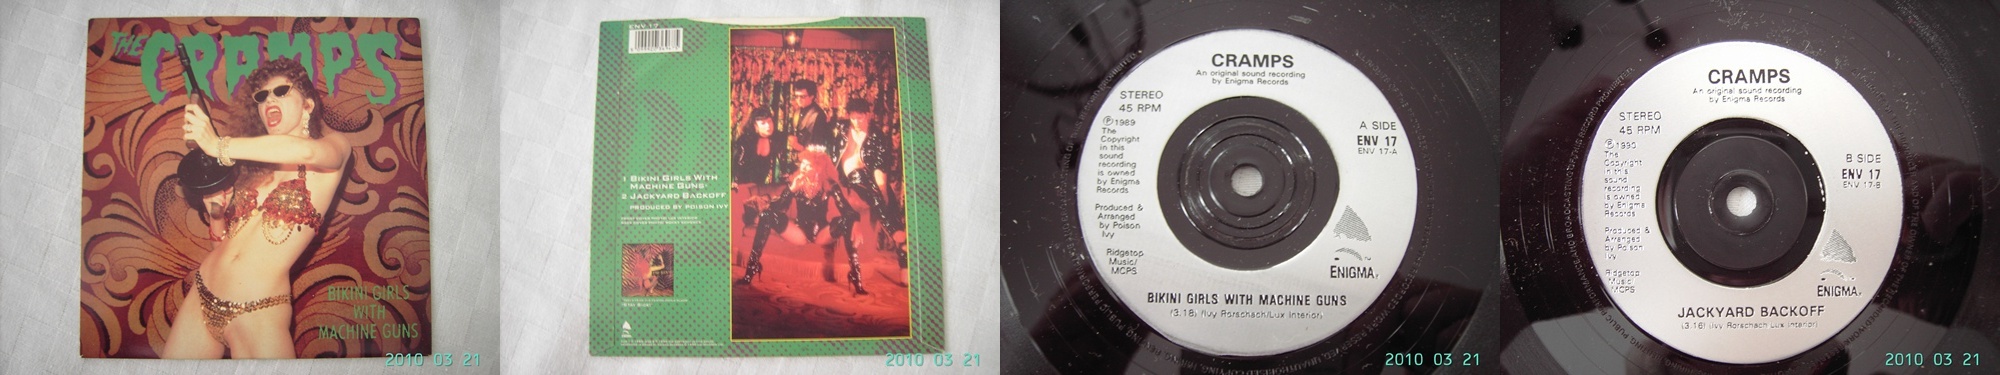 THE CRAMPS
BIKINI GIRLS
WITH
MACHINE GUNS
2010 03 21
ENV 17
1 BIKINI GIRLS WITH
MACHINE GUNS
2 JACKYARD BACKOFF
PRODUCED BY POISON IVY
2010 03 21
CRAMPS
An original sound recording
by Enigma Records
STEREO
45 RPM
℗1989
The
Copyright
in this
sound
recording
is owned
by Enigma
Records
Produced &
Arranged
by Poison
Ivy
Ridgetop
Music/
MCPS
A SIDE
ENV 17
ENV 17-A
ENIGMA
BIKINI GIRLS WITH MACHINE GUNS
(3.18) (Ivy Rorschach/Lux Interior)
2010 03 21
CRAMPS
An original sound recording
by Enigma Records
STEREO
45 RPM
℗1990
The
Copyright
in this
sound
recording
is owned
by Enigma
Records
Produced &
Arranged
by Poison
Ivy
Ridgetop
Music/
MCPS
B SIDE
ENV 17
ENV 17-B
ENIGMA
JACKYARD BACKOFF
(3.16) (Ivy Rorschach Lux Interior)
2010 03 21